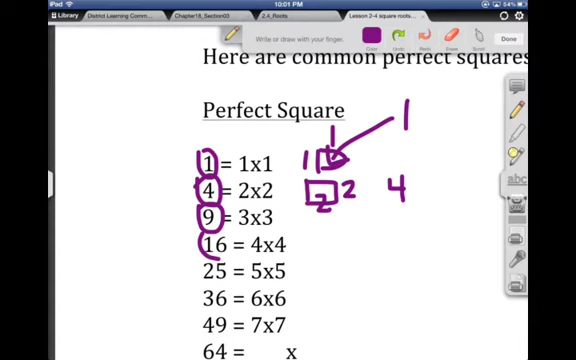 iPad 10:01 PM 54%
Library District Learning Comm... Chapter18_Section03 2.4_Roots Lesson 2-4 square roots...
Write or draw with your finger. Color Undo Redo Erase Scroll Done
Here are common perfect squares
Perfect Square
1 = 1x1 1 1 1
4 = 2x2 2 2 4
9 = 3x3
16 = 4x4
25 = 5x5
36 = 6x6
49 = 7x7
64 = x
abc